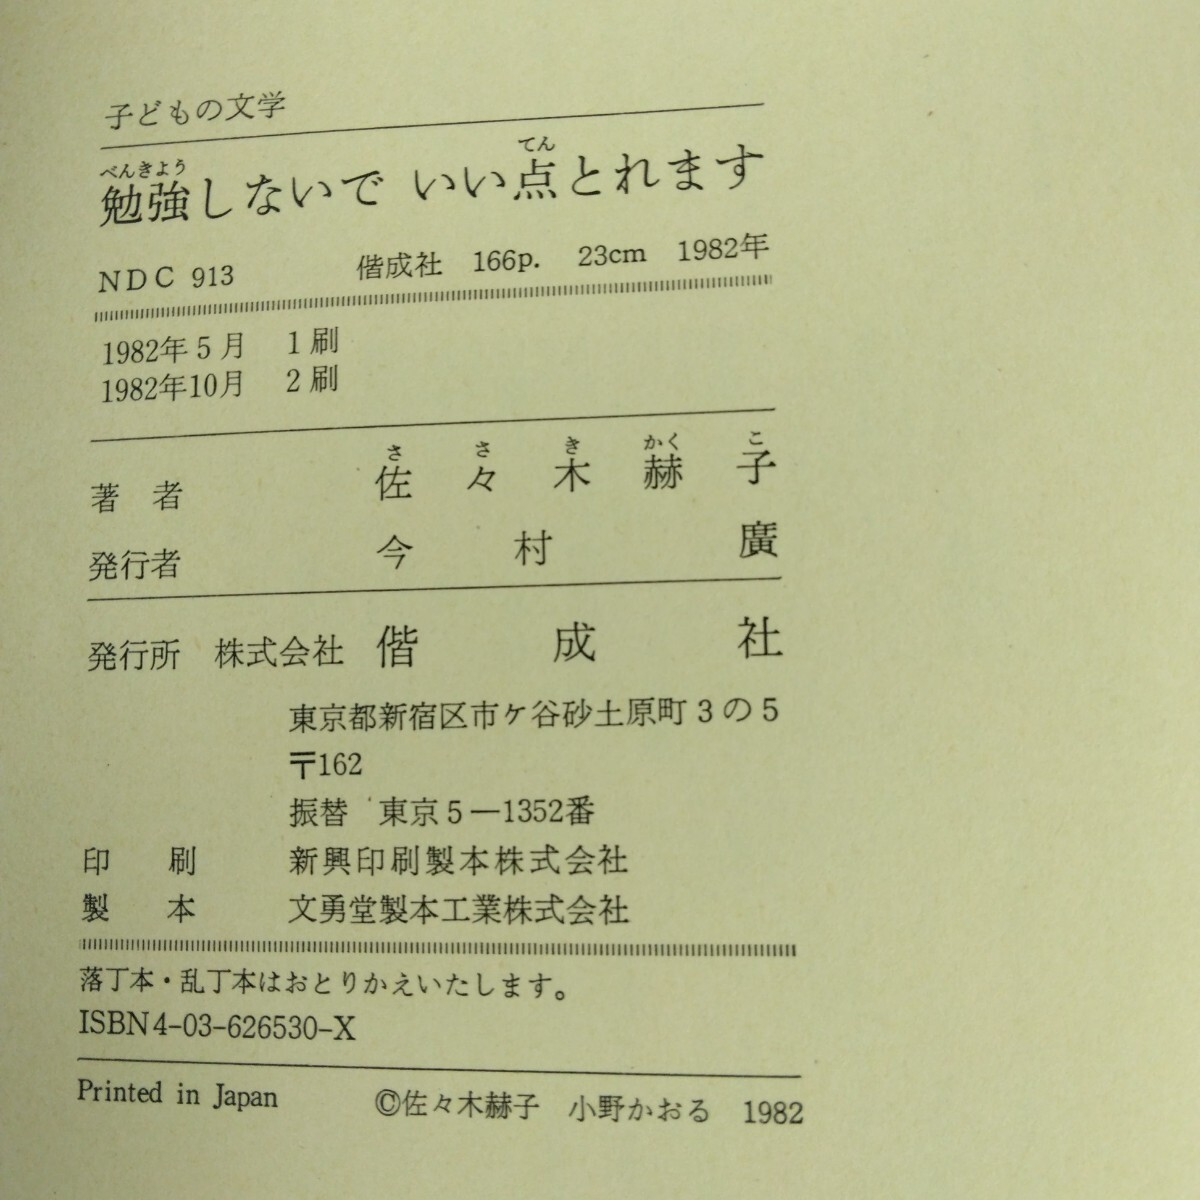 子どもの文学
べんきよう てん
勉強しないで いい点とれます
NDC 913 偕成社 166p. 23cm 1982年
1982年5月 1刷
1982年10月 2刷
さ さ き かく こ
著者 佐々木赫子
発行者 今村廣
発行所 株式会社 偕成社
東京都新宿区市ケ谷砂土原町3の5
〒162
振替 東京5—1352番
印刷 新興印刷製本株式会社
製本 文勇堂製本工業株式会社
落丁本・乱丁本はおとりかえいたします。
ISBN4-03-626530-X
Printed in Japan ©佐々木赫子 小野かおる 1982